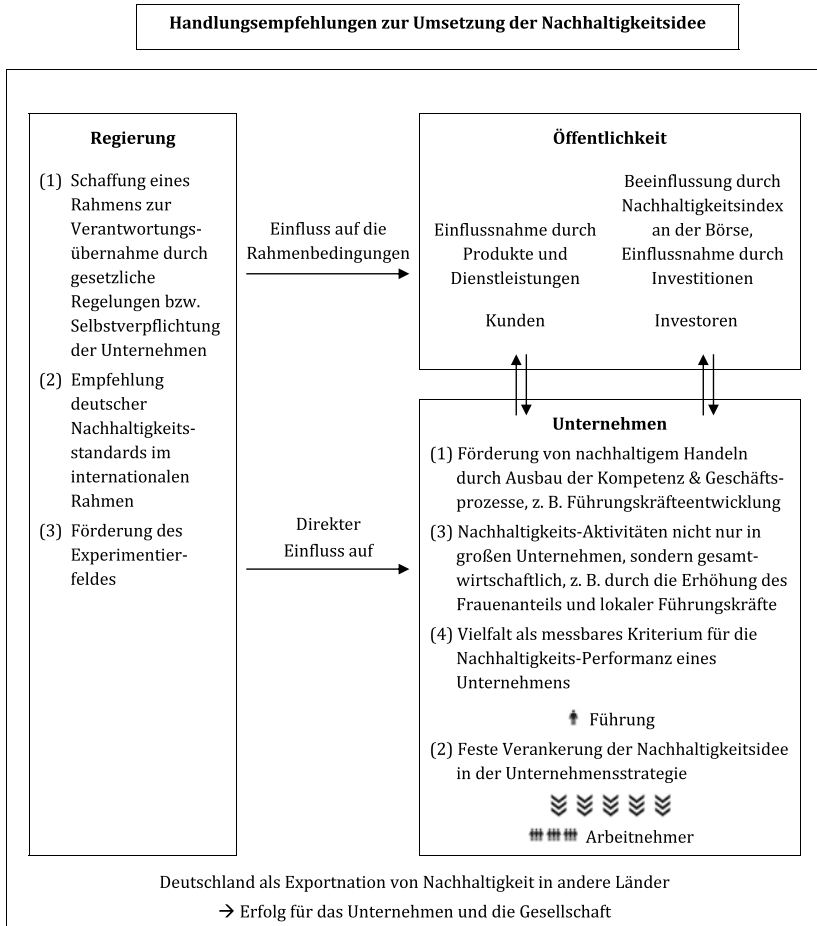 Handlungsempfehlungen zur Umsetzung der Nachhaltigkeitsidee
Regierung
(1) Schaffung eines
Rahmens zur
Verantwortungs-
übernahme durch
gesetzliche
Regelungen bzw.
Selbstverpflichtung
der Unternehmen
(2) Empfehlung
deutscher
Nachhaltigkeits-
standards im
internationalen
Rahmen
(3) Förderung des
Experimentier-
feldes
Einfluss auf die
Rahmenbedingungen
Direkter
Einfluss auf
Öffentlichkeit
Einflussnahme durch
Produkte und
Dienstleistungen
Kunden
Beeinflussung durch
Nachhaltigkeitsindex
an der Börse,
Einflussnahme durch
Investitionen
Investoren
Unternehmen
(1) Förderung von nachhaltigem Handeln
durch Ausbau der Kompetenz & Geschäfts-
prozesse, z. B. Führungskräfteentwicklung
(3) Nachhaltigkeits-Aktivitäten nicht nur in
großen Unternehmen, sondern gesamt-
wirtschaftlich, z. B. durch die Erhöhung des
Frauenanteils und lokaler Führungskräfte
(4) Vielfalt als messbares Kriterium für die
Nachhaltigkeits-Performanz eines
Unternehmens
Führung
(2) Feste Verankerung der Nachhaltigkeitsidee
in der Unternehmensstrategie
Arbeitnehmer
Deutschland als Exportnation von Nachhaltigkeit in andere Länder
→ Erfolg für das Unternehmen und die Gesellschaft